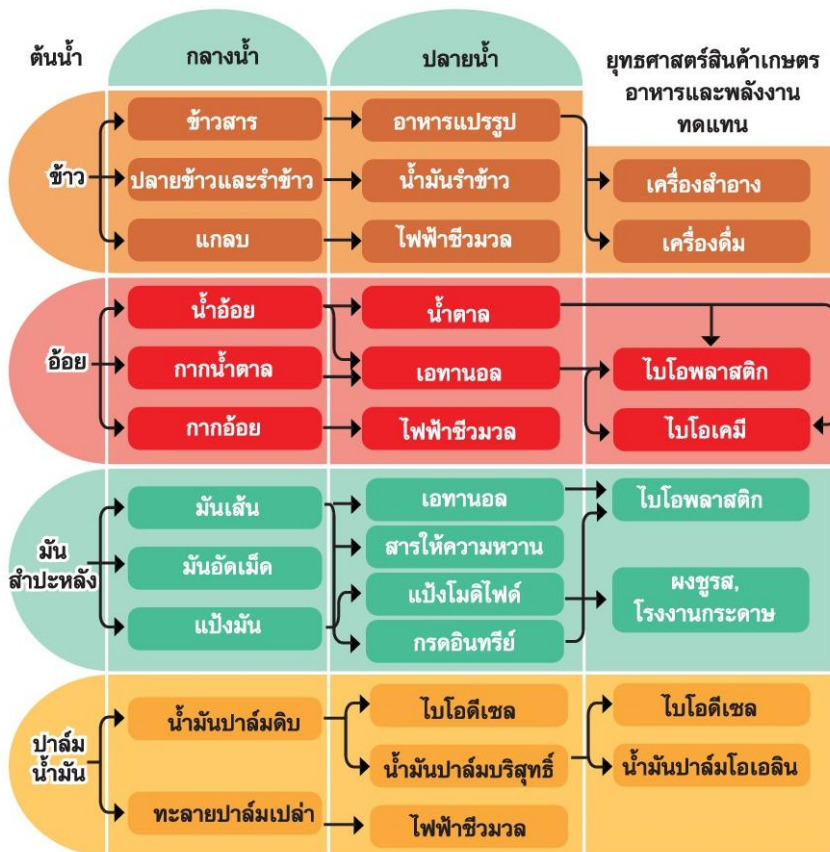 ต้นน้ำ
กลางน้ำ
ปลายน้ำ
ยุทธศาสตร์สินค้าเกษตร
อาหารและพลังงาน
ทดแทน
ข้าว
ข้าวสาร
อาหารแปรรูป
ปลายข้าวและรำข้าว
น้ำมันรำข้าว
เครื่องสำอาง
แกลบ
ไฟฟ้าชีวมวล
เครื่องดื่ม
อ้อย
น้ำอ้อย
น้ำตาล
กากน้ำตาล
เอทานอล
ไบโอพลาสติก
กากอ้อย
ไฟฟ้าชีวมวล
ไบโอเคมี
มัน
สำปะหลัง
มันเส้น
เอทานอล
ไบโอพลาสติก
สารให้ความหวาน
มันอัดเม็ด
แป้งโมดิไฟด์
ผงชูรส,
โรงงานกระดาษ
แป้งมัน
กรดอินทรีย์
ปาล์ม
น้ำมัน
น้ำมันปาล์มดิบ
ไบโอดีเซล
ไบโอดีเซล
น้ำมันปาล์มบริสุทธิ์
น้ำมันปาล์มโอเอลิน
ทะลายปาล์มเปล่า
ไฟฟ้าชีวมวล